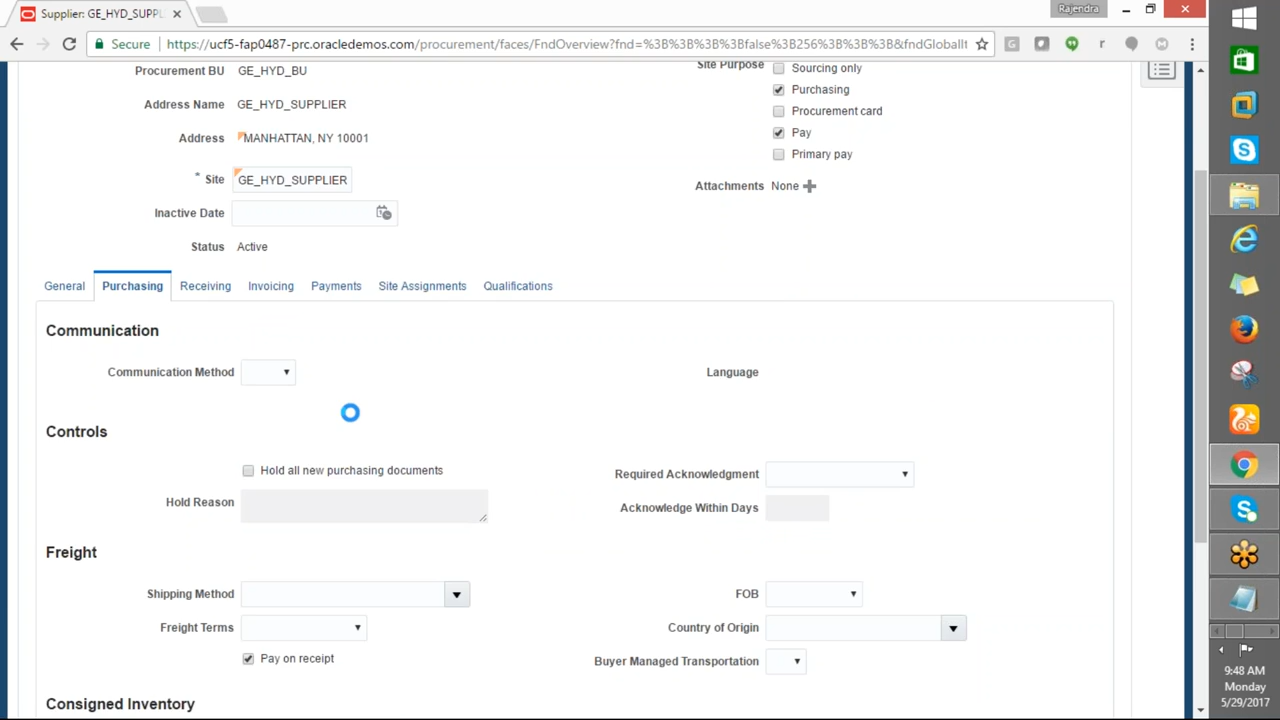 Supplier: GE_HYD_SUPPL
Rajendra
Secure
https://ucf5-fap0487-prc.oracledemos.com/procurement/faces/FndOverview?fnd=%3B%3B%3B%3Bfalse%3B256%3B%3B%3B&fndGlobalIt
Procurement BU GE_HYD_BU
Site Purpose
Sourcing only
Purchasing
Address Name GE_HYD_SUPPLIER
Procurement card
Address MANHATTAN, NY 10001
Pay
Primary pay
* Site GE_HYD_SUPPLIER
Attachments None
Inactive Date
Status Active
General Purchasing Receiving Invoicing Payments Site Assignments Qualifications
Communication
Communication Method
Language
Controls
Hold all new purchasing documents
Required Acknowledgment
Hold Reason
Acknowledge Within Days
Freight
Shipping Method
FOB
Freight Terms
Country of Origin
Pay on receipt
Buyer Managed Transportation
Consigned Inventory
9:48 AM
Monday
5/29/2017